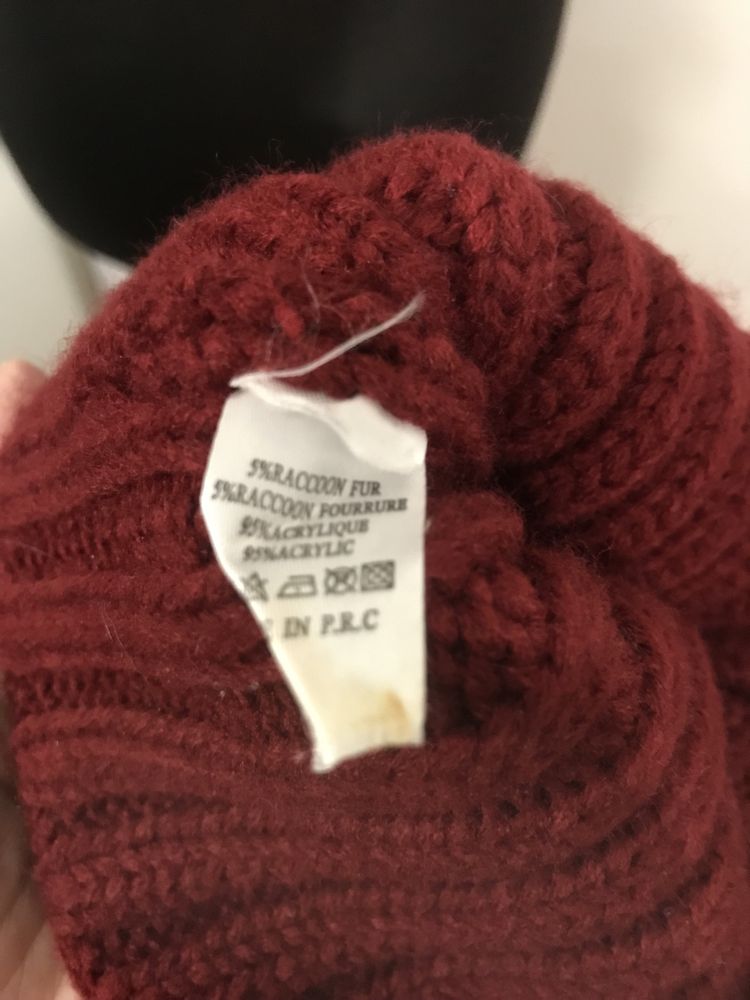 5%RACCOON FUR
5%RACCOON FOURRURE
95%ACRYLIQUE
95%ACRYLIC
E IN P.R.C